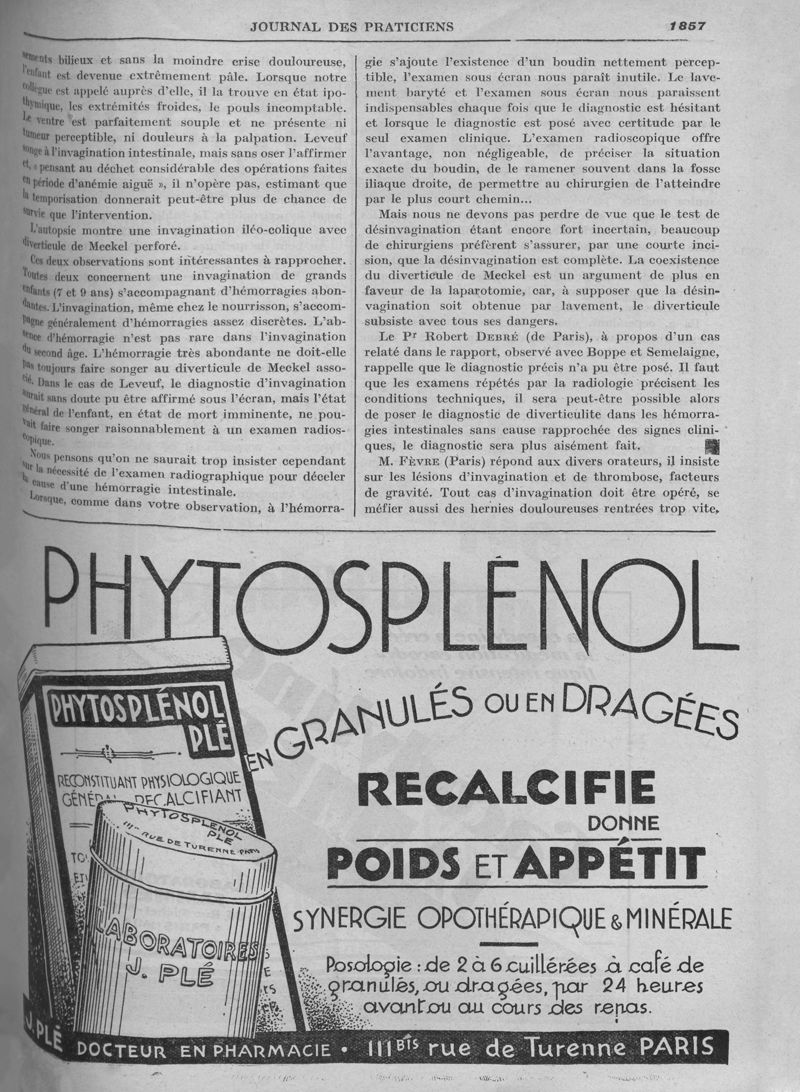 JOURNAL DES PRATICIENS
1857
bilieux et sans la moindre crise douloureuse,
l'enfant est devenue extrêmement pâle. Lorsque notre
collègue est appelé auprès d'elle, il la trouve en état ipo-
thymique, les extrémités froides, le pouls incomptable.
Le ventre est parfaitement souple et ne présente ni
tumeur perceptible, ni douleurs à la palpation. Leveuf
songe à l'invagination intestinale, mais sans oser l'affirmer
et, « pensant au déchet considérable des opérations faites
en période d'anémie aiguë », il n'opère pas, estimant que
la temporisation donnerait peut-être plus de chance de
survie que l'intervention.
L'autopsie montre une invagination iléo-colique avec
diverticule de Meckel perforé.
Ces deux observations sont intéressantes à rapprocher.
Toutes deux concernent une invagination de grands
enfants (7 et 9 ans) s'accompagnant d'hémorragies abon-
dantes. L'invagination, même chez le nourrisson, s'accom-
pagne généralement d'hémorragies assez discrètes. L'ab-
sence d'hémorragie n'est pas rare dans l'invagination
du second âge. L'hémorragie très abondante ne doit-elle
pas toujours faire songer au diverticule de Meckel asso-
cié. Dans le cas de Leveuf, le diagnostic d'invagination
aurait sans doute pu être affirmé sous l'écran, mais l'état
général de l'enfant, en état de mort imminente, ne pou-
vait faire songer raisonnablement à un examen radios-
copique.
Nous pensons qu'on ne saurait trop insister cependant
sur la nécessité de l'examen radiographique pour déceler
la cause d'une hémorragie intestinale.
Lorsque, comme dans votre observation, à l'hémorra-
gie s'ajoute l'existence d'un boudin nettement percep-
tible, l'examen sous écran nous paraît inutile. Le lave-
ment baryté et l'examen sous écran nous paraissent
indispensables chaque fois que le diagnostic est hésitant
et lorsque le diagnostic est posé avec certitude par le
seul examen clinique. L'examen radioscopique offre
l'avantage, non négligeable, de préciser la situation
exacte du boudin, de le ramener souvent dans la fosse
iliaque droite, de permettre au chirurgien de l'atteindre
par le plus court chemin...
Mais nous ne devons pas perdre de vue que le test de
désinvagination étant encore fort incertain, beaucoup
de chirurgiens préfèrent s'assurer, par une courte inci-
sion, que la désinvagination est complète. La coexistence
du diverticule de Meckel est un argument de plus en
faveur de la laparotomie, car, à supposer que la désin-
vagination soit obtenue par lavement, le diverticule
subsiste avec tous ses dangers.
Le Pr Robert DEBRÉ (de Paris), à propos d'un cas
relaté dans le rapport, observé avec Boppe et Semelaigne,
rappelle que le diagnostic précis n'a pu être posé. Il faut
que les examens répétés par la radiologie précisent les
conditions techniques, il sera peut-être possible alors
de poser le diagnostic de diverticulite dans les hémorra-
gies intestinales sans cause rapprochée des signes clini-
ques, le diagnostic sera plus aisément fait.
M. FÈVRE (Paris) répond aux divers orateurs, il insiste
sur les lésions d'invagination et de thrombose, facteurs
de gravité. Tout cas d'invagination doit être opéré, se
méfier aussi des hernies douloureuses rentrées trop vite,
PHYTOSPLÉNOL
EN GRANULÉS OU EN DRAGÉES
PHYTOSPLÉNOL
PLÉ
RECONSTITUANT PHYSIOLOGIQUE
GÉNÉRAL RECALCIFIANT
PHYTOSPLENOL
PLÉ
111bis RUE DE TURENNE PARIS
LABORATOIRES
J. PLÉ
RECALCIFIE
DONNE
POIDS ET APPÉTIT
SYNERGIE OPOTHÉRAPIQUE & MINÉRALE
Posologie : de 2 à 6 cuillérées à café de
granulés, ou dragées, par 24 heures
avant ou au cours des repas.
J. PLÉ DOCTEUR EN PHARMACIE • 111 Bis rue de Turenne PARIS